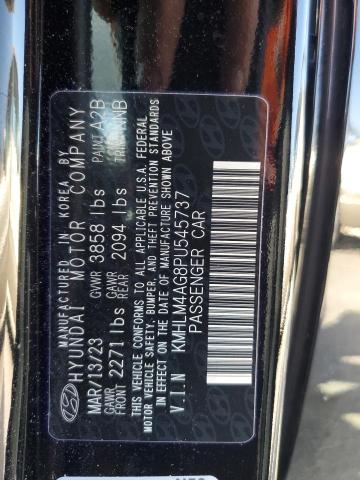 MANUFACTURED IN KOREA BY
HYUNDAI MOTOR COMPANY
MAR/13/23 GVWR 3858 lbs PAINT A2B
GAWR FRONT 2271 lbs GAWR REAR 2094 lbs TRIM NNB
THIS VEHICLE CONFORMS TO ALL APPLICABLE U.S.A. FEDERAL
MOTOR VEHICLE SAFETY, BUMPER, AND THEFT PREVENTION STANDARDS
IN EFFECT ON THE DATE OF MANUFACTURE SHOWN ABOVE
V.I.N KMHLM4AG8PU545737
PASSENGER CAR